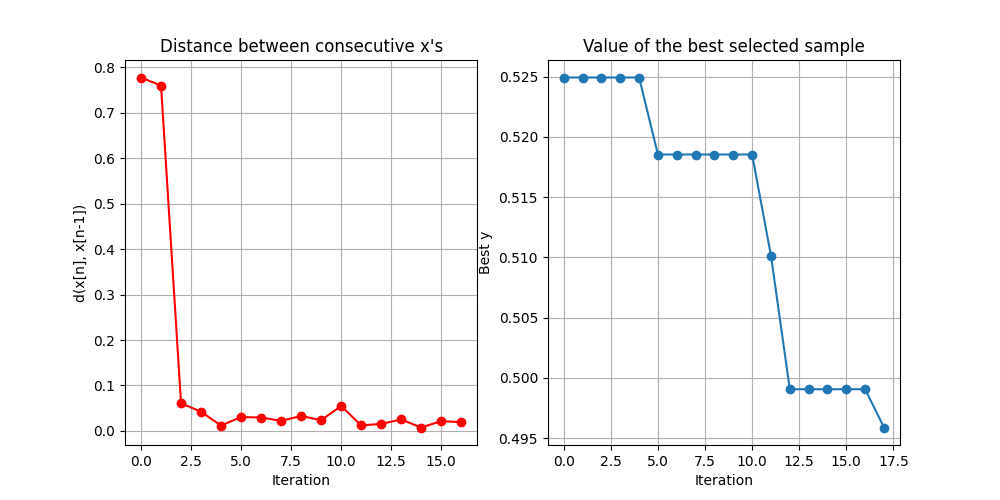 Distance between consecutive x's
0.8
0.7
0.6
0.5
0.4
0.3
0.2
0.1
0.0
d(x[n], x[n-1])
0.0 2.5 5.0 7.5 10.0 12.5 15.0
Iteration
Value of the best selected sample
0.525
0.520
0.515
0.510
0.505
0.500
0.495
Best y
0.0 2.5 5.0 7.5 10.0 12.5 15.0 17.5
Iteration